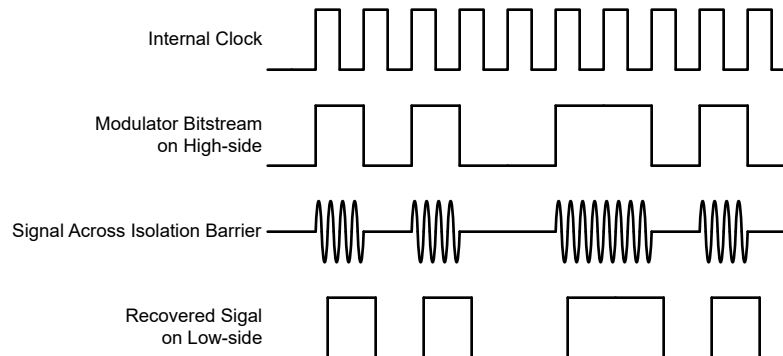 Internal Clock
Modulator Bitstream
on High-side
Signal Across Isolation Barrier
Recovered Sigal
on Low-side